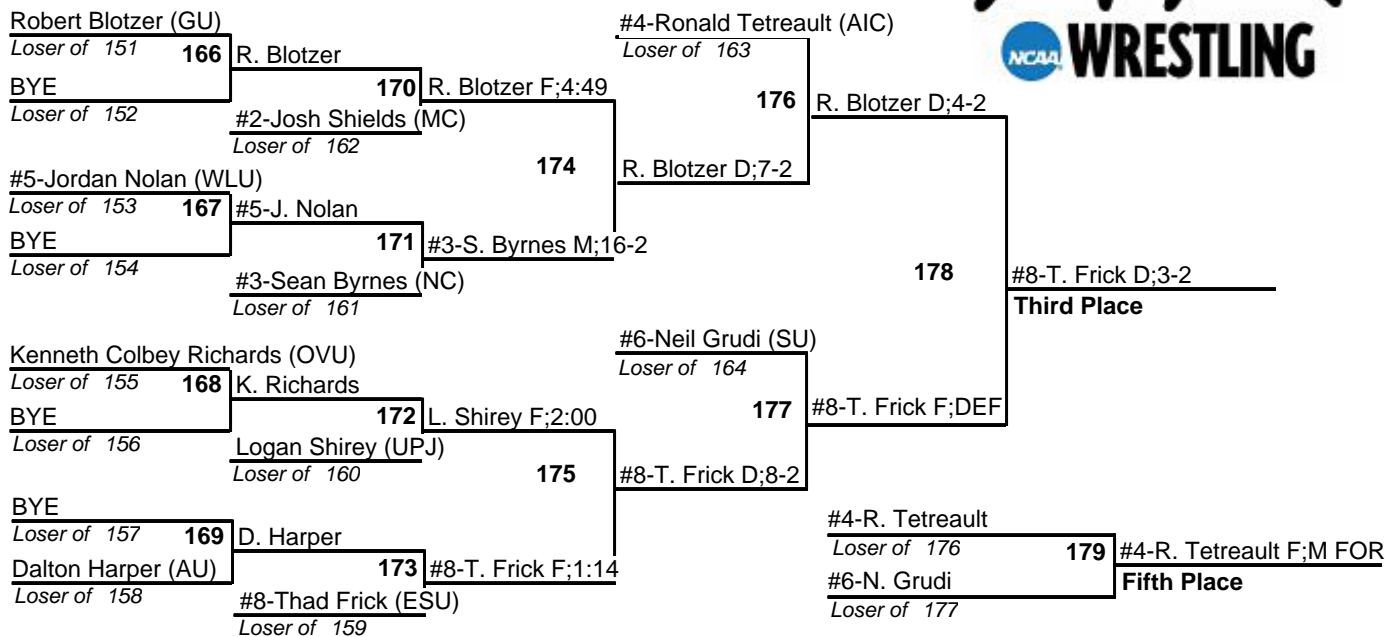 Robert Blotzer (GU)
Loser of 151
166
R. Blotzer
BYE
Loser of 152
170
R. Blotzer F;4:49
#2-Josh Shields (MC)
Loser of 162
#5-Jordan Nolan (WLU)
Loser of 153
167
#5-J. Nolan
BYE
Loser of 154
171
#3-S. Byrnes M;16-2
#3-Sean Byrnes (NC)
Loser of 161
174
R. Blotzer D;7-2
#4-Ronald Tetreault (AIC)
Loser of 163
176
R. Blotzer D;4-2
NCAA WRESTLING
Kenneth Colbey Richards (OVU)
Loser of 155
168
K. Richards
BYE
Loser of 156
172
L. Shirey F;2:00
Logan Shirey (UPJ)
Loser of 160
BYE
Loser of 157
169
D. Harper
Dalton Harper (AU)
Loser of 158
173
#8-T. Frick F;1:14
#8-Thad Frick (ESU)
Loser of 159
175
#8-T. Frick D;8-2
#6-Neil Grudi (SU)
Loser of 164
177
#8-T. Frick F;DEF
178
#8-T. Frick D;3-2
Third Place
#4-R. Tetreault
Loser of 176
179
#4-R. Tetreault F;M FOR
#6-N. Grudi
Fifth Place
Loser of 177